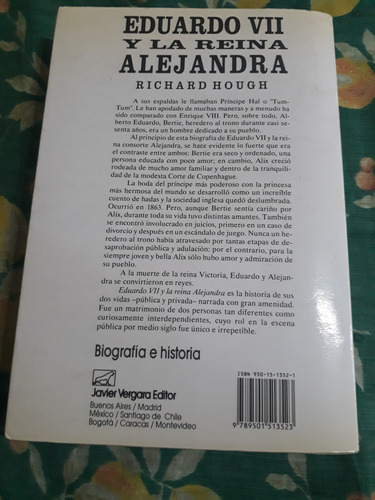 EDUARDO VII
Y LA REINA
ALEJANDRA
RICHARD HOUGH
A sus espaldas le llamaban Príncipe Hal o "Tum-
Tum". Le han apodado de muchas maneras y a menudo ha
sido comparado con Enrique VIII. Pero, sobre todo, Al-
berto Eduardo, Bertie, heredero al trono durante casi se-
senta años, era un hombre dedicado a su pueblo.
Al principio de esta biografía de Eduardo VII y la rei-
na consorte Alejandra, se hace evidente lo fuerte que era
el contraste entre ambos: Bertie era seco y ordenado, una
persona educada con poco amor; en cambio, Alix creció
rodeada de mucho amor familiar y dentro de la tranquili-
dad de la modesta Corte de Copenhague.
La boda del príncipe más poderoso con la princesa
más hermosa del mundo se desarrolló como un increíble
cuento de hadas y la sociedad inglesa quedó deslumbrada.
Ocurrió en 1863. Pero, aunque Bertie sentía cariño por
Alix, durante toda su vida tuvo distintas amantes. También
se encontró involucrado en juicios, primero en un caso de
divorcio y después en un escándalo de juego. Nunca un he-
redero al trono había atravesado por tantas etapas de de-
saprobación pública y adulación: por el contrario, para la
siempre joven y bella Alix sólo hubo amor y admiración de
su pueblo.
A la muerte de la reina Victoria, Eduardo y Alejan-
dra se convirtieron en reyes.
Eduardo VII y la reina Alejandra es la historia de sus
dos vidas -pública y privada- narrada con gran amenidad.
Fue un matrimonio de dos personas tan diferentes como
curiosamente interdependientes, cuyo rol en la escena
pública por medio siglo fue único e irrepetible.
Biografía e historia
Javier Vergara Editor
Buenos Aires / Madrid
México / Santiago de Chile
Bogotá / Caracas / Montevideo
ISBN 950-15-1352-1
9 789501 513523